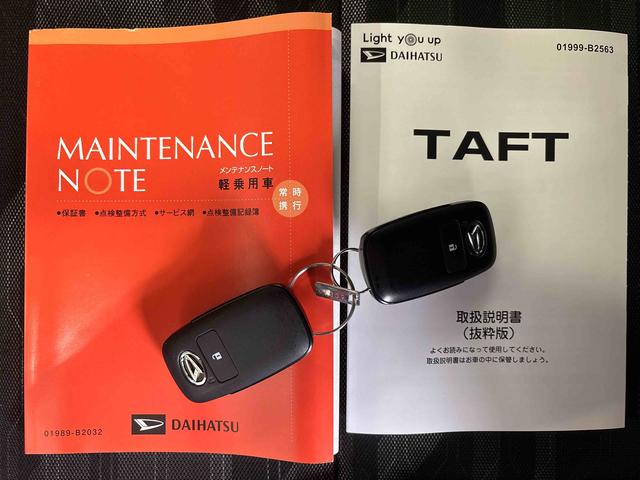 MAINTENANCE
NOTE
メンテナンスノート
軽乗用車
常時
携行
●保証書 ●点検整備方式 ●サービス網 ●点検整備記録簿
01989-B2032
DAIHATSU
Light you up
DAIHATSU
01999-B2563
TAFT
取扱説明書
(抜粋版)
よくお読みになって使用してください。
取扱説明書はお車の中に保管しましょう。